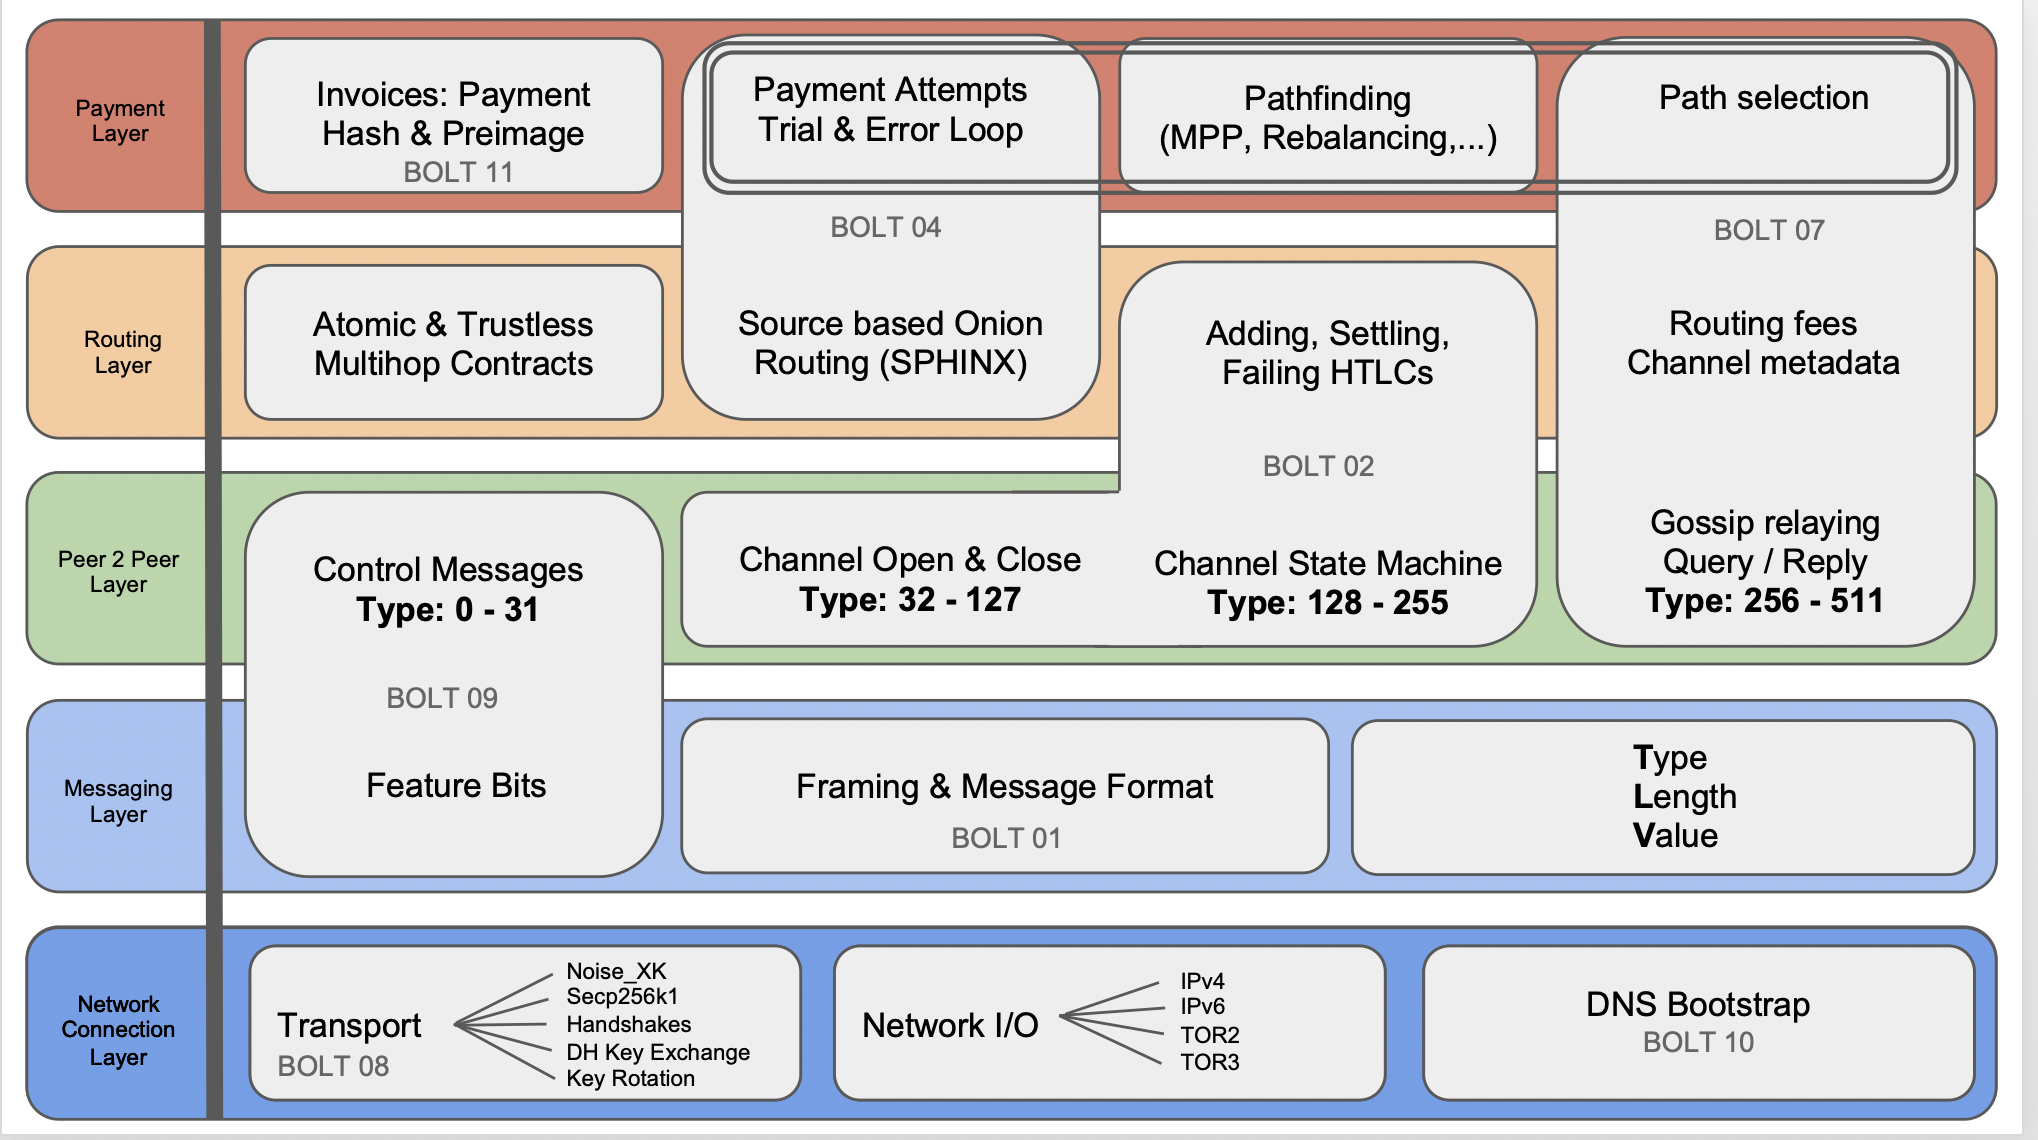 Payment
Layer
Invoices: Payment
Hash & Preimage
BOLT 11
Payment Attempts
Trial & Error Loop
BOLT 04
Pathfinding
(MPP, Rebalancing,...)
Path selection
BOLT 07
Routing
Layer
Atomic & Trustless
Multihop Contracts
Source based Onion
Routing (SPHINX)
Adding, Settling,
Failing HTLCs
BOLT 02
Routing fees
Channel metadata
Peer 2 Peer
Layer
Control Messages
Type: 0 - 31
BOLT 09
Channel Open & Close
Type: 32 - 127
Channel State Machine
Type: 128 - 255
Gossip relaying
Query / Reply
Type: 256 - 511
Messaging
Layer
Feature Bits
Framing & Message Format
BOLT 01
Type
Length
Value
Network
Connection
Layer
Transport
BOLT 08
Noise_XK
Secp256k1
Handshakes
DH Key Exchange
Key Rotation
Network I/O
IPv4
IPv6
TOR2
TOR3
DNS Bootstrap
BOLT 10